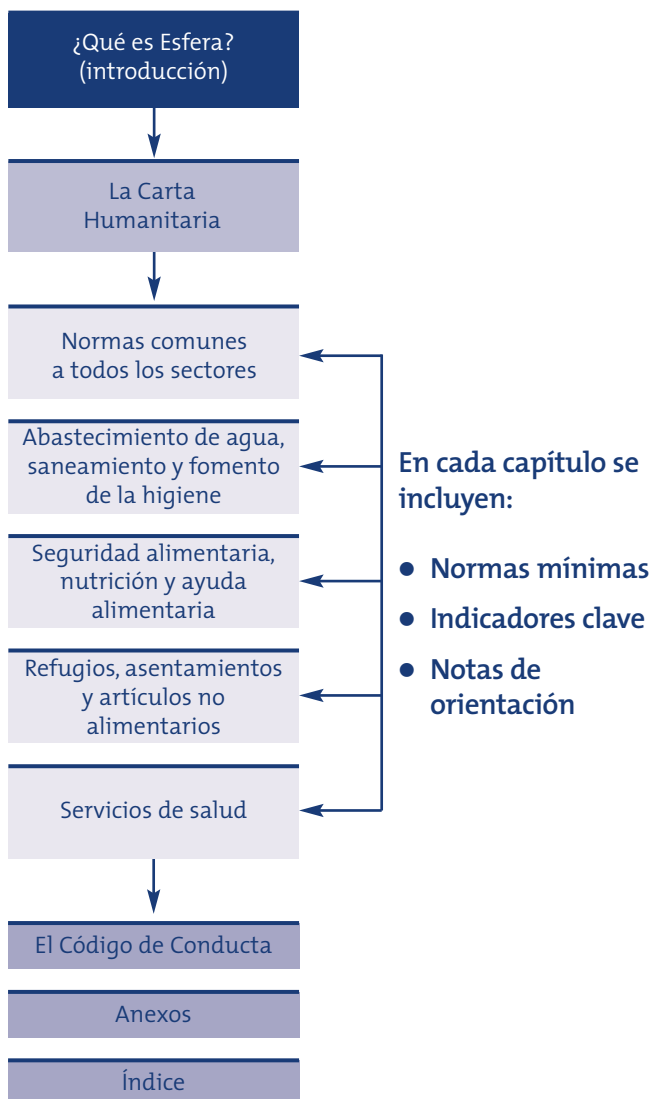 ¿Qué es Esfera?
(introducción)
La Carta
Humanitaria
Normas comunes
a todos los sectores
Abastecimiento de agua,
saneamiento y fomento
de la higiene
Seguridad alimentaria,
nutrición y ayuda
alimentaria
Refugios, asentamientos
y artículos no
alimentarios
Servicios de salud
El Código de Conducta
Anexos
Índice
En cada capítulo se
incluyen:
● Normas mínimas
● Indicadores clave
● Notas de
orientación